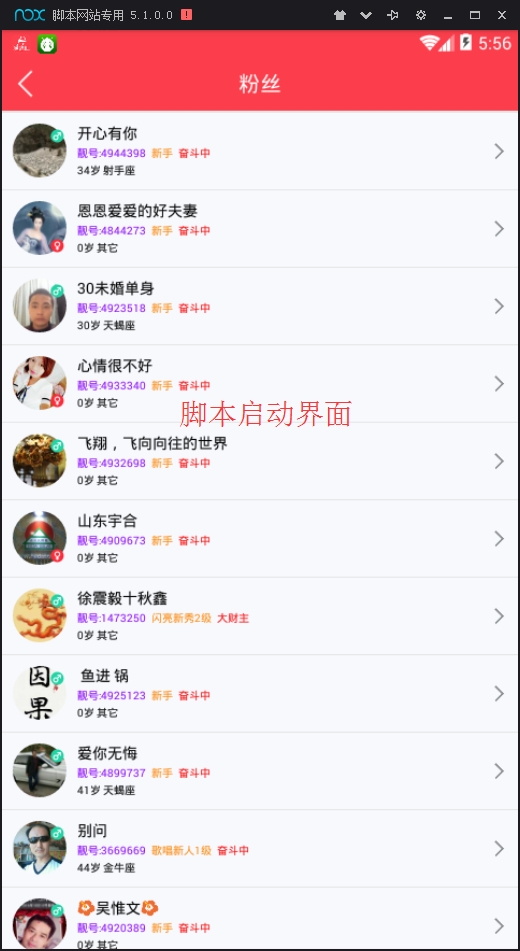 nox 脚本网站专用 5.1.0.0
5:56
粉丝
开心有你
靓号:4944398 新手 奋斗中
34岁 射手座
恩恩爱爱的好夫妻
靓号:4844273 新手 奋斗中
0岁 其它
30未婚单身
靓号:4923518 新手 奋斗中
30岁 天蝎座
心情很不好
靓号:4933340 新手 奋斗中
0岁 其它
脚本启动界面
飞翔，飞向向往的世界
靓号:4932698 新手 奋斗中
0岁 其它
山东宇合
靓号:4909673 新手 奋斗中
0岁 其它
徐震毅十秋鑫
靓号:1473250 闪亮新秀2级 大财主
0岁 其它
因果
鱼进 锅
靓号:4925123 新手 奋斗中
0岁 其它
爱你无悔
靓号:4899737 新手 奋斗中
41岁 天蝎座
别问
靓号:3669669 歌唱新人1级 奋斗中
44岁 金牛座
吴惟文
靓号:4920389 新手 奋斗中
0岁 其它